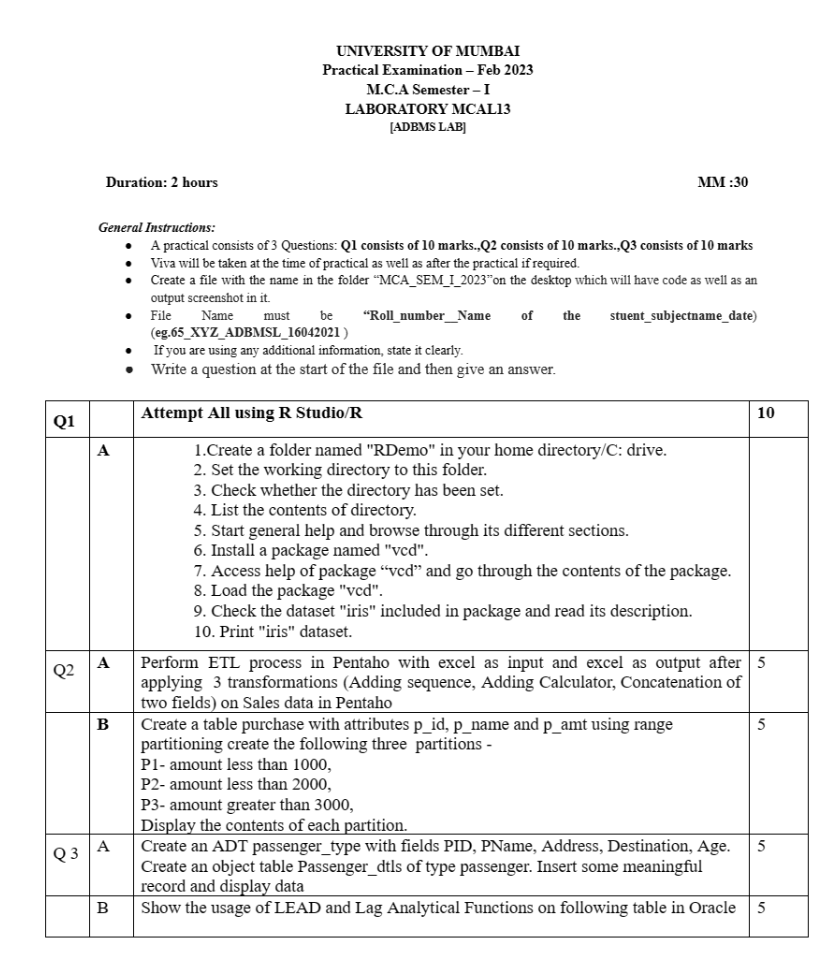 UNIVERSITY OF MUMBAI
Practical Examination – Feb 2023
M.C.A Semester – I
LABORATORY MCAL13
[ADBMS LAB]
Duration: 2 hours MM :30
General Instructions:
● A practical consists of 3 Questions: Q1 consists of 10 marks.,Q2 consists of 10 marks.,Q3 consists of 10 marks
● Viva will be taken at the time of practical as well as after the practical if required.
● Create a file with the name in the folder “MCA_SEM_I_2023”on the desktop which will have code as well as an
output screenshot in it.
● File Name must be “Roll_number__Name of the stuent_subjectname_date)
(eg.65_XYZ_ADBMSL_16042021 )
● If you are using any additional information, state it clearly.
● Write a question at the start of the file and then give an answer.
Q1 Attempt All using R Studio/R 10
A 1.Create a folder named "RDemo" in your home directory/C: drive.
2. Set the working directory to this folder.
3. Check whether the directory has been set.
4. List the contents of directory.
5. Start general help and browse through its different sections.
6. Install a package named "vcd".
7. Access help of package “vcd” and go through the contents of the package.
8. Load the package "vcd".
9. Check the dataset "iris" included in package and read its description.
10. Print "iris" dataset.
Q2 A Perform ETL process in Pentaho with excel as input and excel as output after 5
applying 3 transformations (Adding sequence, Adding Calculator, Concatenation of
two fields) on Sales data in Pentaho
B Create a table purchase with attributes p_id, p_name and p_amt using range 5
partitioning create the following three partitions -
P1- amount less than 1000,
P2- amount less than 2000,
P3- amount greater than 3000,
Display the contents of each partition.
Q 3 A Create an ADT passenger_type with fields PID, PName, Address, Destination, Age. 5
Create an object table Passenger_dtls of type passenger. Insert some meaningful
record and display data
B Show the usage of LEAD and Lag Analytical Functions on following table in Oracle 5